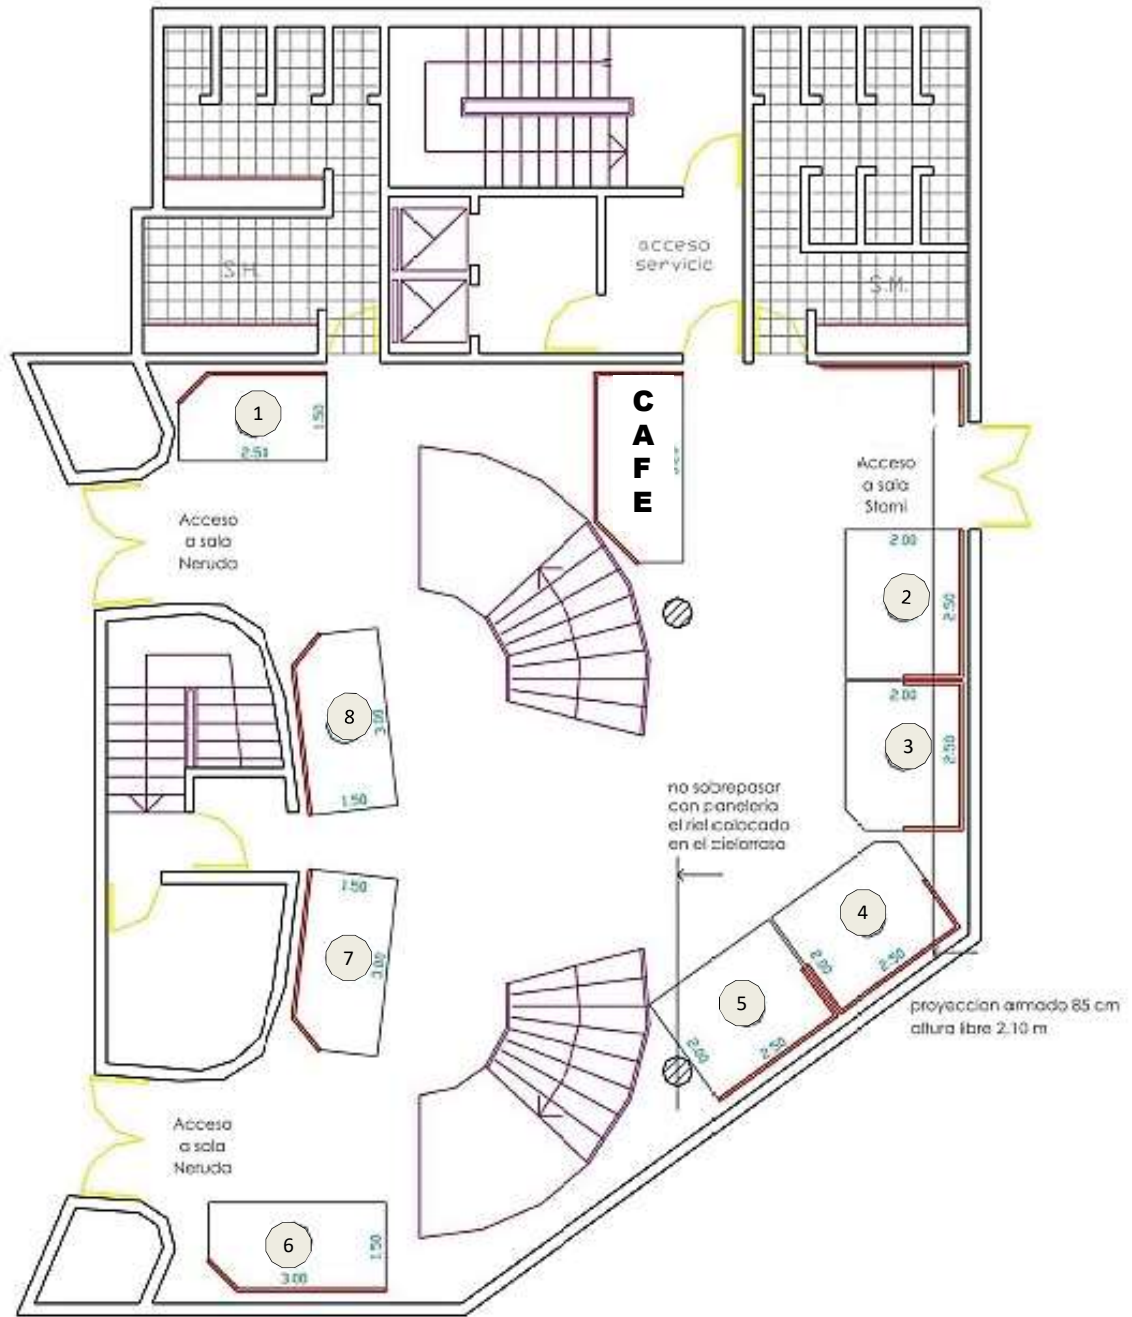 acceso
servicio
S.H.
S.M.
1
1.50
2.50
C
A
F
E
Acceso
a sala
Storni
Acceso
a sala
Neruda
2.00
2
2.50
2.00
3
2.50
8
3.00
1.50
no sobrepasar
con paneleria
el riel colocado
en el cielorraso
1.50
7
3.00
4
2.00
2.50
5
2.00
2.50
proyeccion armado 85 cm
altura libre 2.10 m
Acceso
a sala
Neruda
6
1.50
3.00